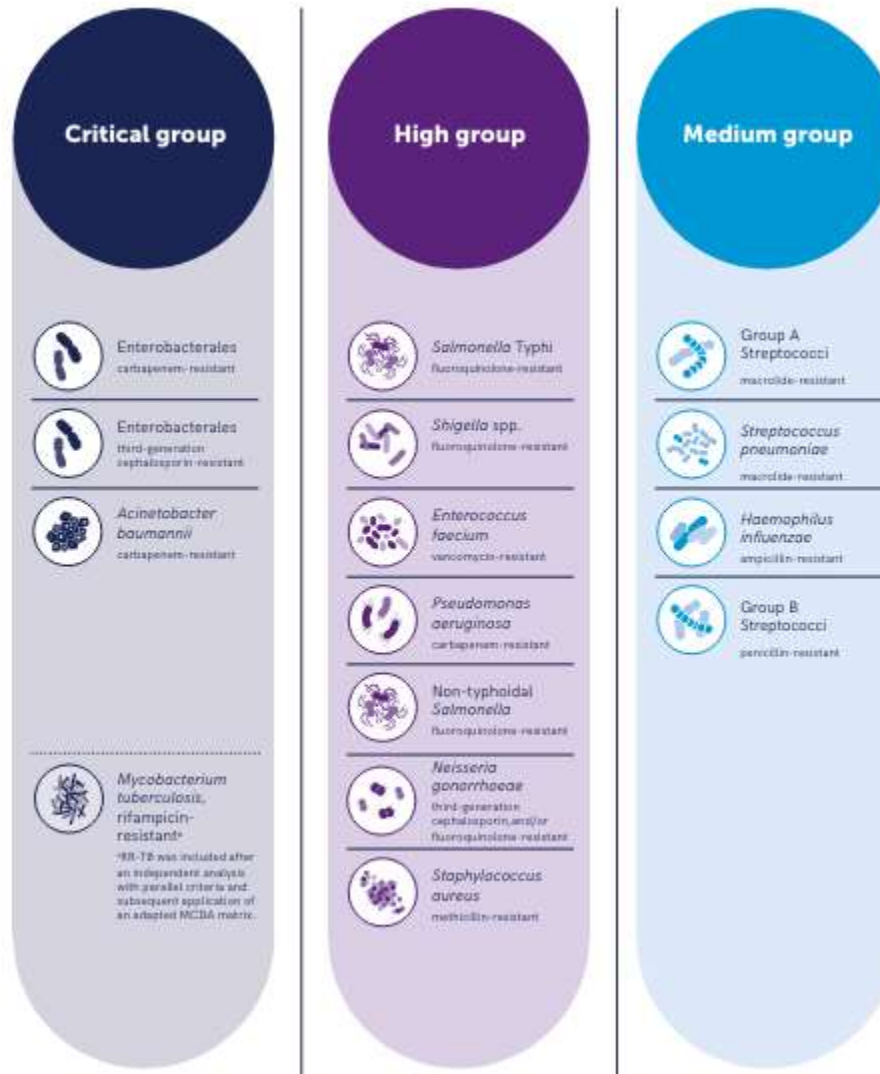 Critical group
Enterobacterales
carbapenem-resistant
Enterobacterales
third-generation
cephalosporin-resistant
Acinetobacter
baumannii
carbapenem-resistant
Mycobacterium
tuberculosis,
rifampicin-
resistantᵃ
ᵃRR-TB was included after
an independent analysis
with parallel criteria and
subsequent application of
an adapted MCDA matrix.
High group
Salmonella Typhi
fluoroquinolone-resistant
Shigella spp.
fluoroquinolone-resistant
Enterococcus
faecium
vancomycin-resistant
Pseudomonas
aeruginosa
carbapenem-resistant
Non-typhoidal
Salmonella
fluoroquinolone-resistant
Neisseria
gonorrhoeae
third-generation
cephalosporin, and/or
fluoroquinolone-resistant
Staphylococcus
aureus
methicillin-resistant
Medium group
Group A
Streptococci
macrolide-resistant
Streptococcus
pneumoniae
macrolide-resistant
Haemophilus
influenzae
ampicillin-resistant
Group B
Streptococci
penicillin-resistant